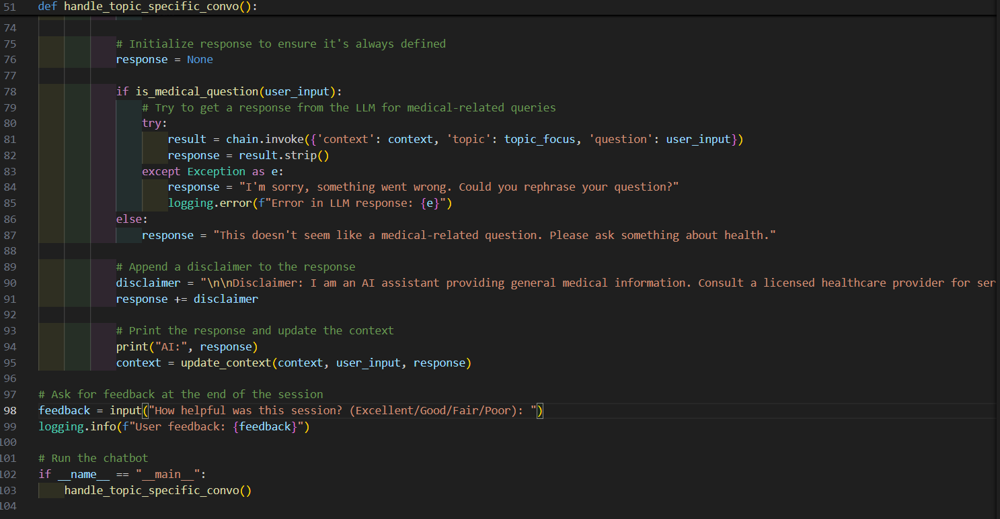 51 def handle_topic_specific_convo():
74
75 # Initialize response to ensure it's always defined
76 response = None
77
78 if is_medical_question(user_input):
79 # Try to get a response from the LLM for medical-related queries
80 try:
81 result = chain.invoke({'context': context, 'topic': topic_focus, 'question': user_input})
82 response = result.strip()
83 except Exception as e:
84 response = "I'm sorry, something went wrong. Could you rephrase your question?"
85 logging.error(f"Error in LLM response: {e}")
86 else:
87 response = "This doesn't seem like a medical-related question. Please ask something about health."
88
89 # Append a disclaimer to the response
90 disclaimer = "\n\nDisclaimer: I am an AI assistant providing general medical information. Consult a licensed healthcare provider for ser
91 response += disclaimer
92
93 # Print the response and update the context
94 print("AI:", response)
95 context = update_context(context, user_input, response)
96
97 # Ask for feedback at the end of the session
98 feedback = input("How helpful was this session? (Excellent/Good/Fair/Poor): ")
99 logging.info(f"User feedback: {feedback}")
100
101 # Run the chatbot
102 if __name__ == "__main__":
103 handle_topic_specific_convo()
104